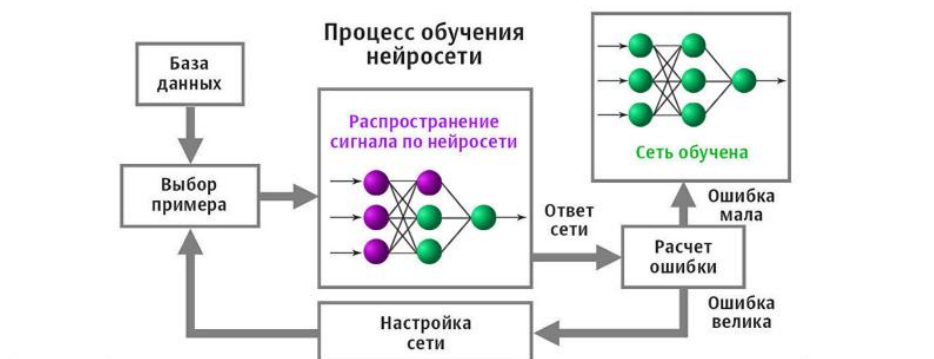 Процесс обучения
нейросети
База
данных
Выбор
примера
Распространение
сигнала по нейросети
Ответ
сети
Расчет
ошибки
Ошибка
мала
Сеть обучена
Ошибка
велика
Настройка
сети